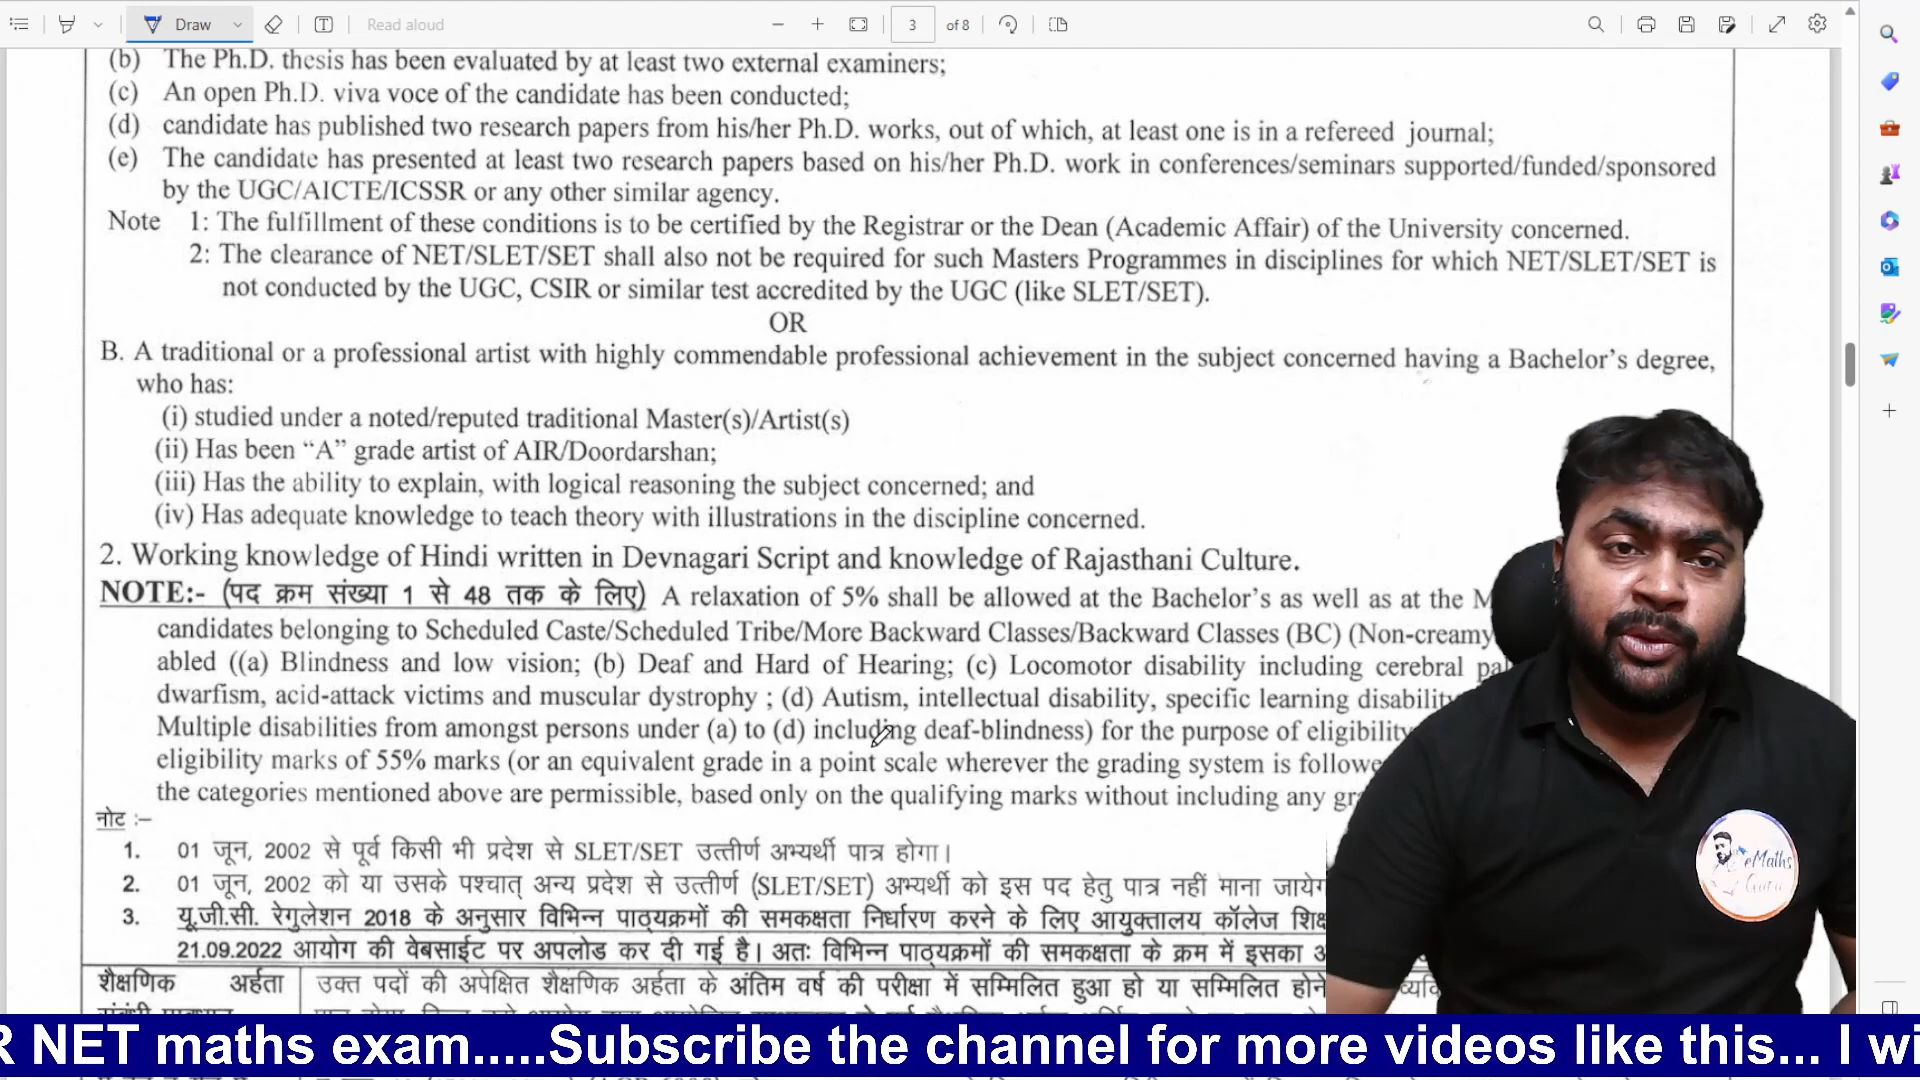 Draw
Read aloud
3
of 8
(b) The Ph.D. thesis has been evaluated by at least two external examiners;
(c) An open Ph.D. viva voce of the candidate has been conducted;
(d) candidate has published two research papers from his/her Ph.D. works, out of which, at least one is in a refereed journal;
(e) The candidate has presented at least two research papers based on his/her Ph.D. work in conferences/seminars supported/funded/sponsored
by the UGC/AICTE/ICSSR or any other similar agency.
Note 1: The fulfillment of these conditions is to be certified by the Registrar or the Dean (Academic Affair) of the University concerned.
2: The clearance of NET/SLET/SET shall also not be required for such Masters Programmes in disciplines for which NET/SLET/SET is
not conducted by the UGC, CSIR or similar test accredited by the UGC (like SLET/SET).
OR
B. A traditional or a professional artist with highly commendable professional achievement in the subject concerned having a Bachelor’s degree,
who has:
(i) studied under a noted/reputed traditional Master(s)/Artist(s)
(ii) Has been “A” grade artist of AIR/Doordarshan;
(iii) Has the ability to explain, with logical reasoning the subject concerned; and
(iv) Has adequate knowledge to teach theory with illustrations in the discipline concerned.
2. Working knowledge of Hindi written in Devnagari Script and knowledge of Rajasthani Culture.
NOTE:- (पद क्रम संख्या 1 से 48 तक के लिए) A relaxation of 5% shall be allowed at the Bachelor’s as well as at the
candidates belonging to Scheduled Caste/Scheduled Tribe/More Backward Classes/Backward Classes (BC) (Non-creamy
abled ((a) Blindness and low vision; (b) Deaf and Hard of Hearing; (c) Locomotor disability including cerebral
dwarfism, acid-attack victims and muscular dystrophy ; (d) Autism, intellectual disability, specific learning
Multiple disabilities from amongst persons under (a) to (d) including deaf-blindness) for the purpose of eligibility
eligibility marks of 55% marks (or an equivalent grade in a point scale wherever the grading system is
the categories mentioned above are permissible, based only on the qualifying marks without including any
नोट :–
1. 01 जून, 2002 से पूर्व किसी भी प्रदेश से SLET/SET उत्तीर्ण अभ्यर्थी पात्र होगा।
2. 01 जून, 2002 को या उसके पश्चात् अन्य प्रदेश से उत्तीर्ण (SLET/SET) अभ्यर्थी को इस पद हेतु पात्र नहीं माना
3. यू.जी.सी. रेगुलेशन 2018 के अनुसार विभिन्न पाठ्यक्रमों की समकक्षता निर्धारण करने के लिए आयुक्तालय कॉलेज
21.09.2022 आयोग की वेबसाईट पर अपलोड कर दी गई है। अतः विभिन्न पाठ्यक्रमों की समकक्षता के क्रम में इसका
शैक्षणिक अर्हता उक्त पदों की अपेक्षित शैक्षणिक अर्हता के अंतिम वर्ष की परीक्षा में सम्मिलित हुआ हो या सम्मिलित
eMaths Guru
R NET maths exam.....Subscribe the channel for more videos like this... I wi